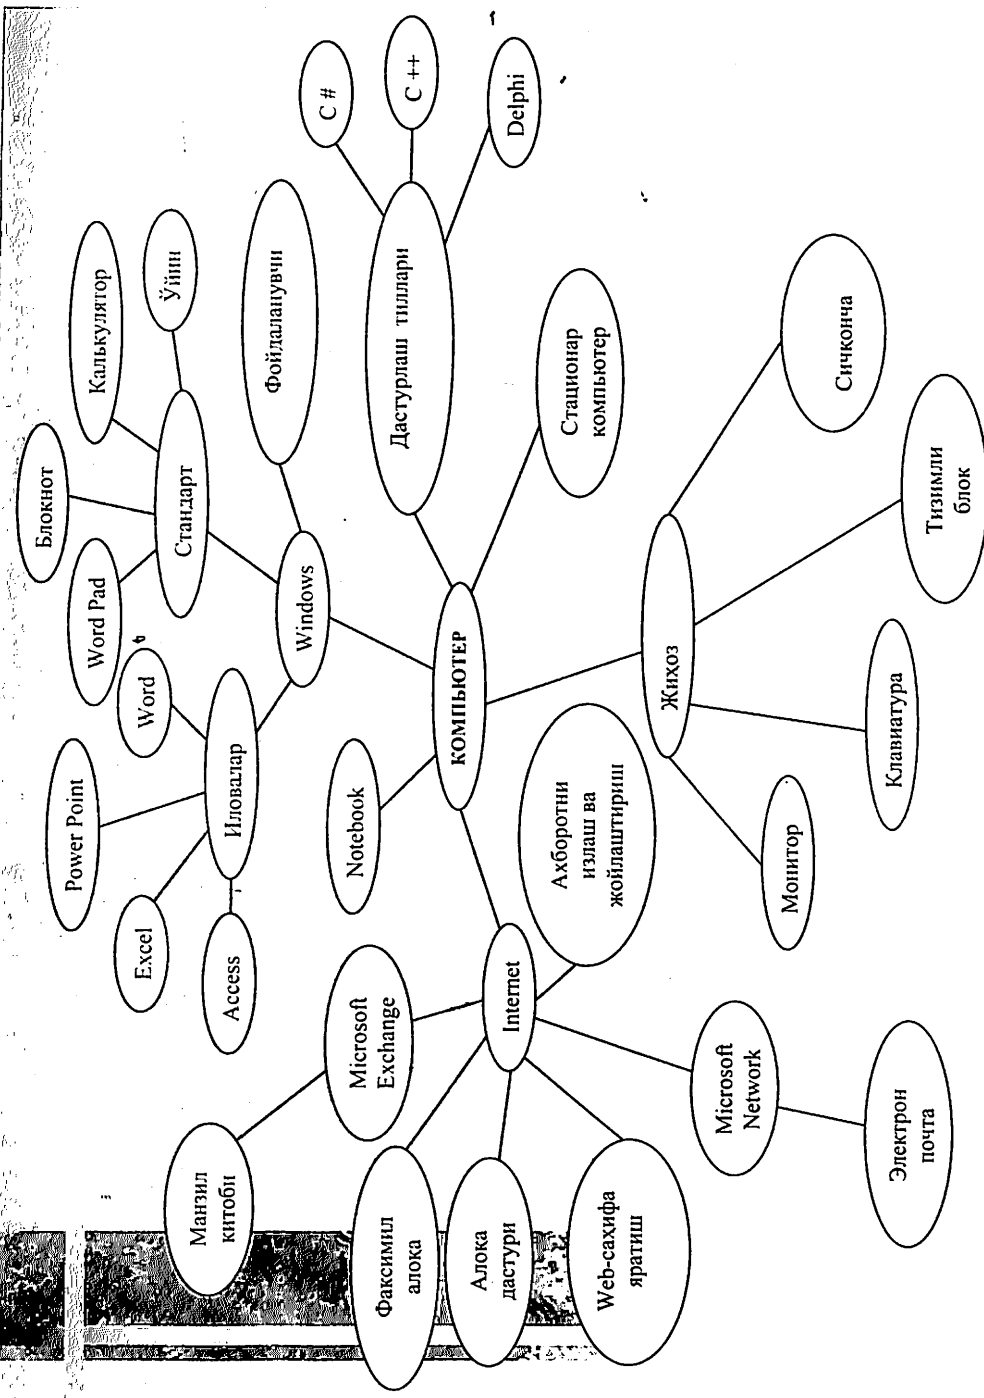 Блокнот
Power Point
Word Pad
Калькулятор
Excel
Word
Ўйин
Стандарт
Манзил
китоби
Access
Иловалар
Фойдаланувчи
Windows
C #
Notebook
Microsoft
Exchange
Факсимил
алока
Дастурлаш тиллари
C ++
КОМПЬЮТЕР
Алока
дастури
Internet
Delphi
Стационар
компьютер
Ахборотни
излаш ва
жойлаштириш
Web-саҳифа
яратиш
Жиҳоз
Microsoft
Network
Монитор
Сичконча
Клавиатура
Электрон
почта
Тизимли
блок